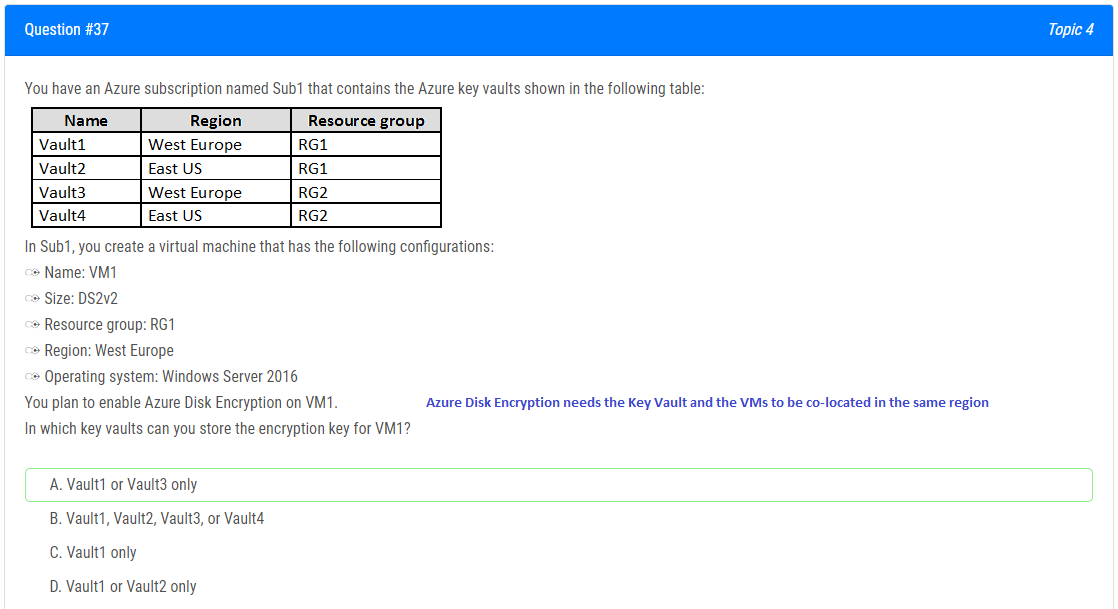 Question #37 Topic 4
You have an Azure subscription named Sub1 that contains the Azure key vaults shown in the following table:
Name Region Resource group
Vault1 West Europe RG1
Vault2 East US RG1
Vault3 West Europe RG2
Vault4 East US RG2
In Sub1, you create a virtual machine that has the following configurations:
Name: VM1
Size: DS2v2
Resource group: RG1
Region: West Europe
Operating system: Windows Server 2016
You plan to enable Azure Disk Encryption on VM1. Azure Disk Encryption needs the Key Vault and the VMs to be co-located in the same region
In which key vaults can you store the encryption key for VM1?
A. Vault1 or Vault3 only
B. Vault1, Vault2, Vault3, or Vault4
C. Vault1 only
D. Vault1 or Vault2 only